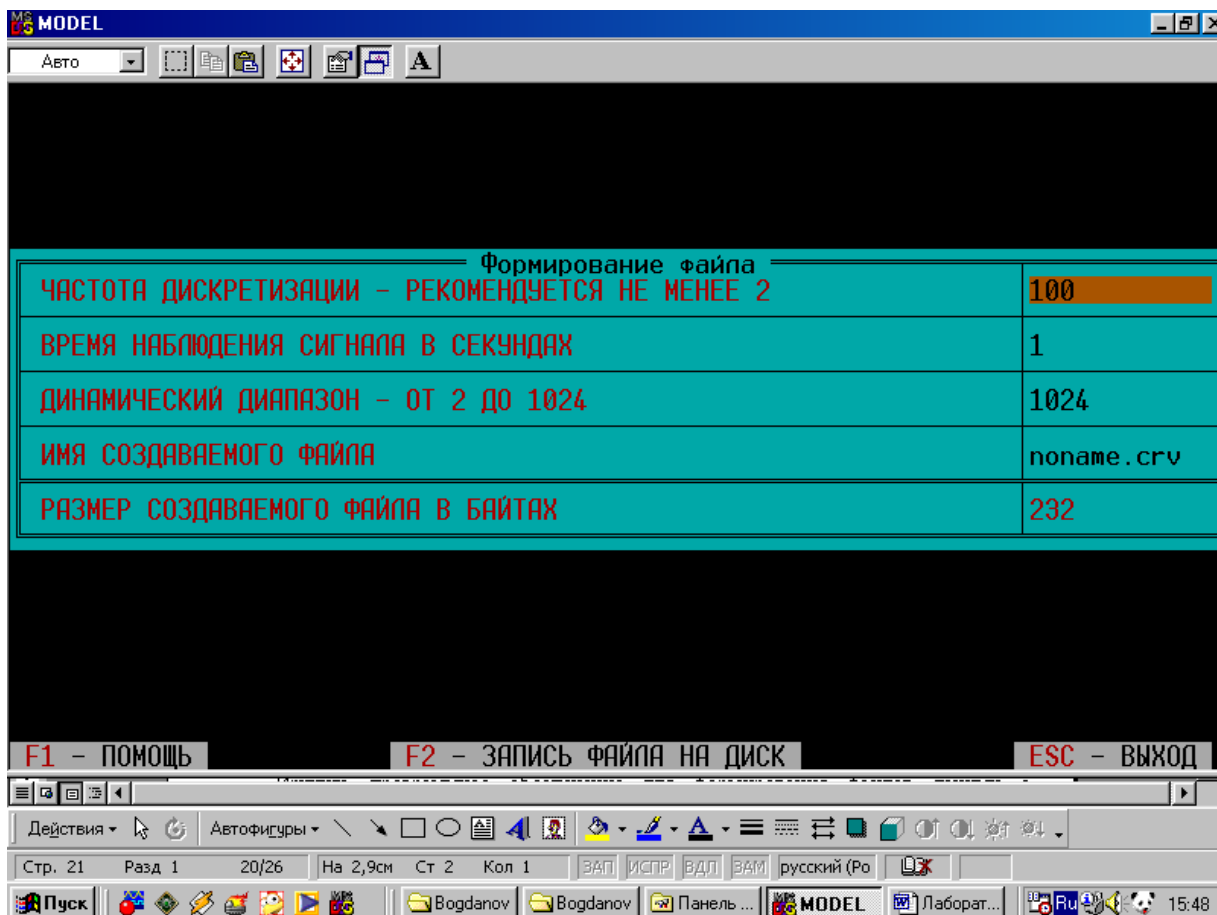 MODEL
Авто
A
Формирование файла
ЧАСТОТА ДИСКРЕТИЗАЦИИ – РЕКОМЕНДУЕТСЯ НЕ МЕНЕЕ 2 100
ВРЕМЯ НАБЛЮДЕНИЯ СИГНАЛА В СЕКУНДАХ 1
ДИНАМИЧЕСКИЙ ДИАПАЗОН – ОТ 2 ДО 1024 1024
ИМЯ СОЗДАВАЕМОГО ФАЙЛА noname.crv
РАЗМЕР СОЗДАВАЕМОГО ФАЙЛА В БАЙТАХ 232
F1 – ПОМОЩЬ F2 – ЗАПИСЬ ФАЙЛА НА ДИСК ESC – ВЫХОД
Действия Автофигуры
Стр. 21 Разд 1 20/26 На 2,9см Ст 2 Кол 1 ЗАП ИСПР ВДЛ ЗАМ русский (Ро
Пуск Bogdanov Bogdanov Панель ... MODEL Лаборат... Ru 15:48